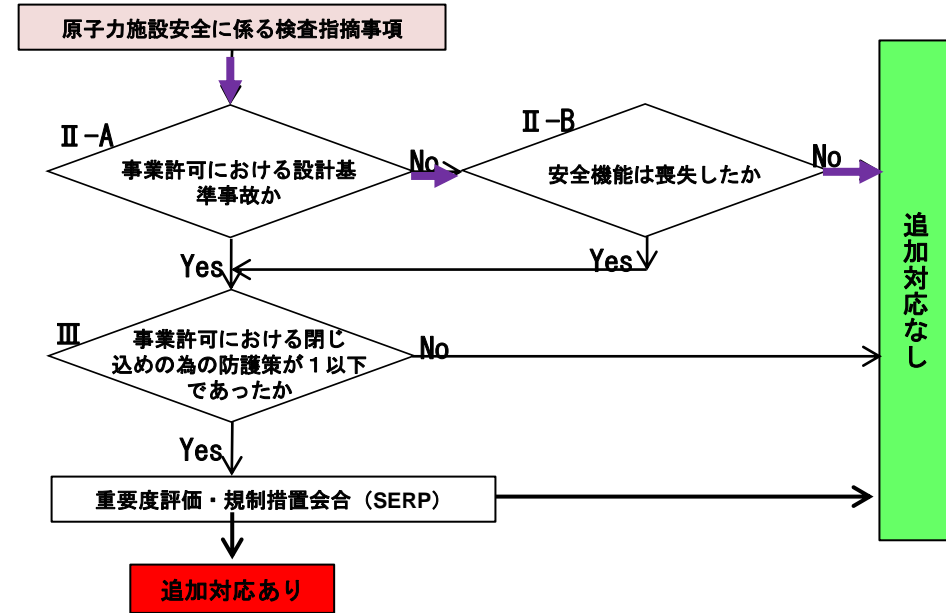 原子力施設安全に係る検査指摘事項
Ⅱ-A
事業許可における設計基
準事故か
No
Ⅱ-B
安全機能は喪失したか
No
Yes
Yes
Ⅲ
事業許可における閉じ
込めの為の防護策が1以下
であったか
No
Yes
重要度評価・規制措置会合（SERP）
追加対応あり
追加対応なし